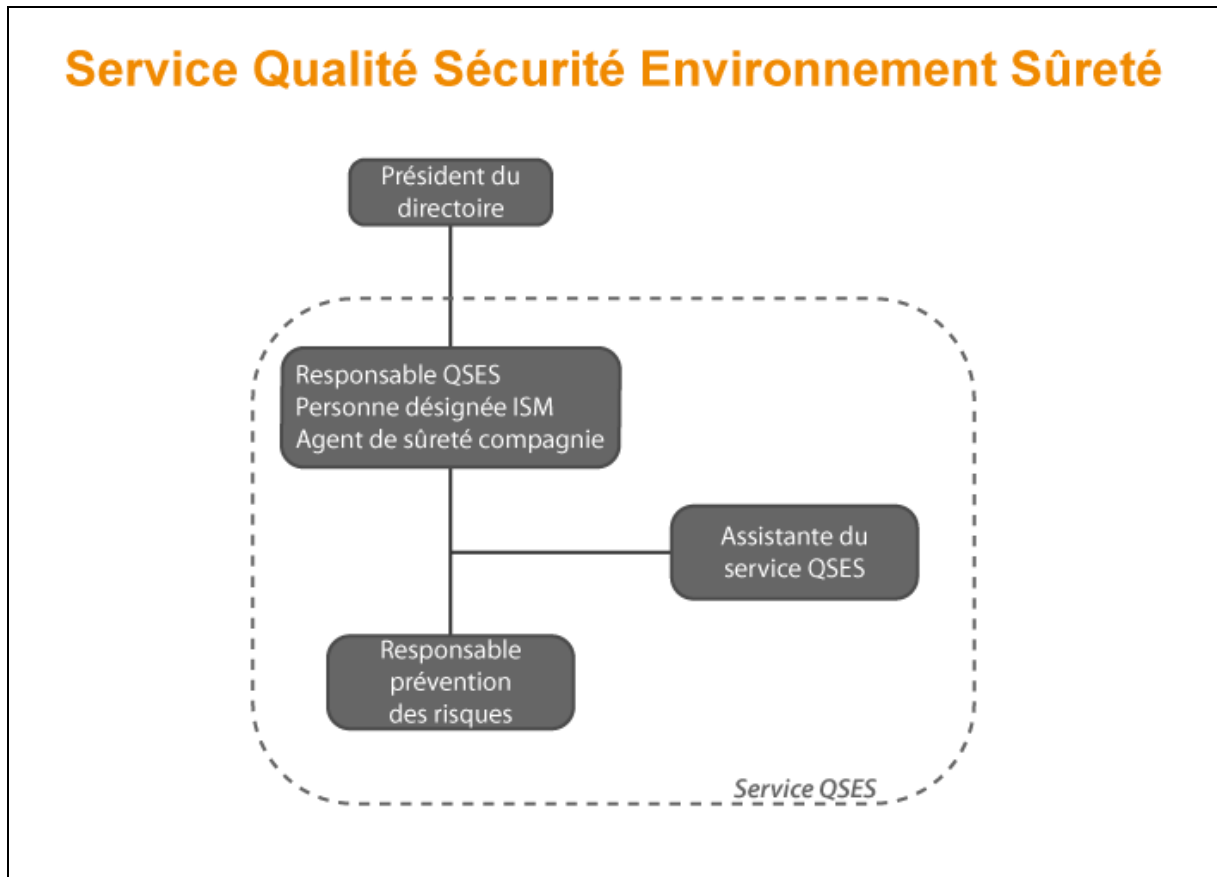 Service Qualité Sécurité Environnement Sûreté
Président du
directoire
Responsable QSES
Personne désignée ISM
Agent de sûreté compagnie
Assistante du
service QSES
Responsable
prévention
des risques
Service QSES